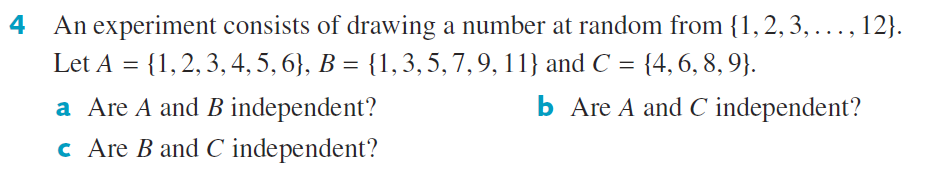 4 An experiment consists of drawing a number at random from {1, 2, 3, . . . , 12}.
Let A = {1, 2, 3, 4, 5, 6}, B = {1, 3, 5, 7, 9, 11} and C = {4, 6, 8, 9}.
a Are A and B independent? b Are A and C independent?
c Are B and C independent?